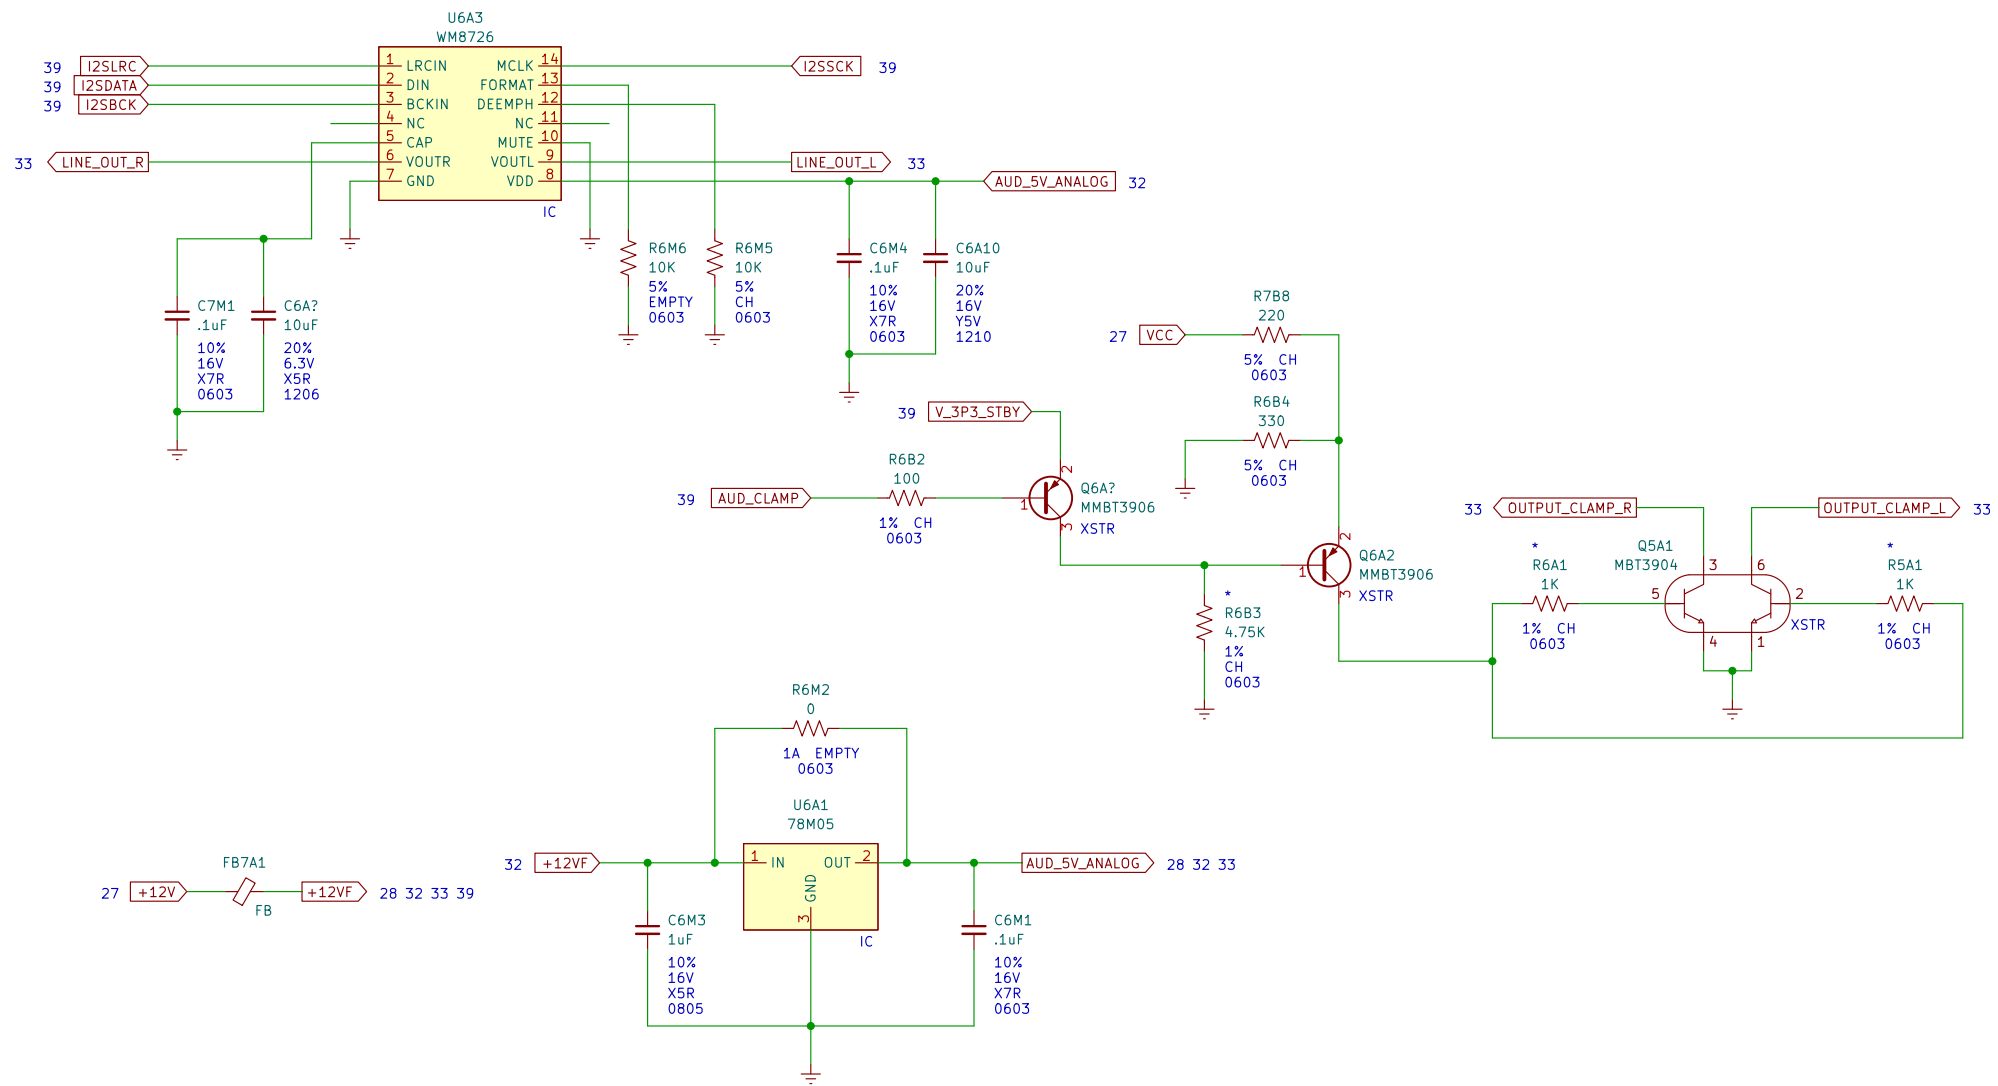 U6A3
WM8726
39 I2SLRC
39 I2SDATA
39 I2SBCK
33 LINE_OUT_R
1 LRCIN
2 DIN
3 BCKIN
4 NC
5 CAP
6 VOUTR
7 GND
MCLK 14
FORMAT 13
DEEMPH 12
NC 11
MUTE 10
VOUTL 9
VDD 8
IC
I2SSCK 39
LINE_OUT_L 33
AUD_5V_ANALOG 32
C7M1
.1uF
10%
16V
X7R
0603
C6A?
10uF
20%
6.3V
X5R
1206
R6M6
10K
5%
EMPTY
0603
R6M5
10K
5%
CH
0603
C6M4
.1uF
10%
16V
X7R
0603
C6A10
10uF
20%
16V
Y5V
1210
27 VCC
R7B8
220
5% CH
0603
R6B4
330
5% CH
0603
39 V_3P3_STBY
39 AUD_CLAMP
R6B2
100
1% CH
0603
2
1
3
Q6A?
MMBT3906
XSTR
2
1
3
Q6A2
MMBT3906
XSTR
*
R6B3
4.75K
1%
CH
0603
33 OUTPUT_CLAMP_R
OUTPUT_CLAMP_L 33
*
R6A1
1K
1% CH
0603
Q5A1
MBT3904
3 6
5 2
4 1
XSTR
*
R5A1
1K
1% CH
0603
R6M2
0
1A EMPTY
0603
U6A1
78M05
32 +12VF
1 IN
OUT 2
GND
3
IC
AUD_5V_ANALOG 28 32 33
C6M3
1uF
10%
16V
X5R
0805
C6M1
.1uF
10%
16V
X7R
0603
FB7A1
27 +12V
FB
+12VF 28 32 33 39